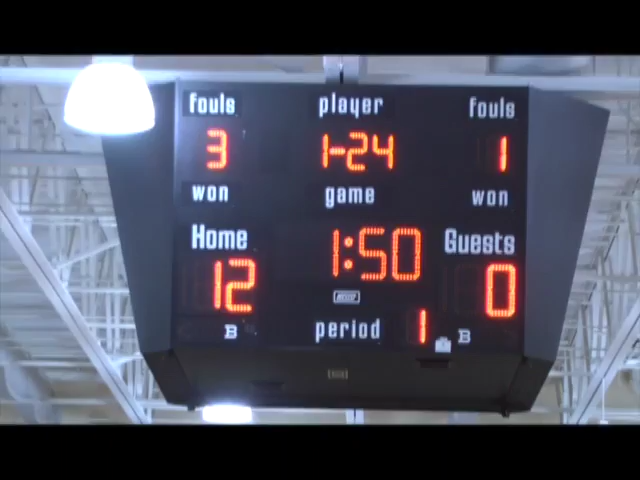 fouls player fouls
3 1-24 1
won game won
Home 1:50 Guests
12 0
B period 1 B